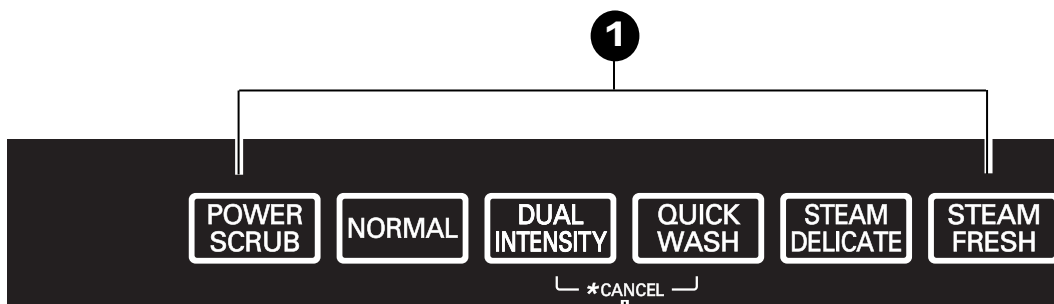 1
POWER
SCRUB
NORMAL
DUAL
INTENSITY
QUICK
WASH
STEAM
DELICATE
STEAM
FRESH
*CANCEL